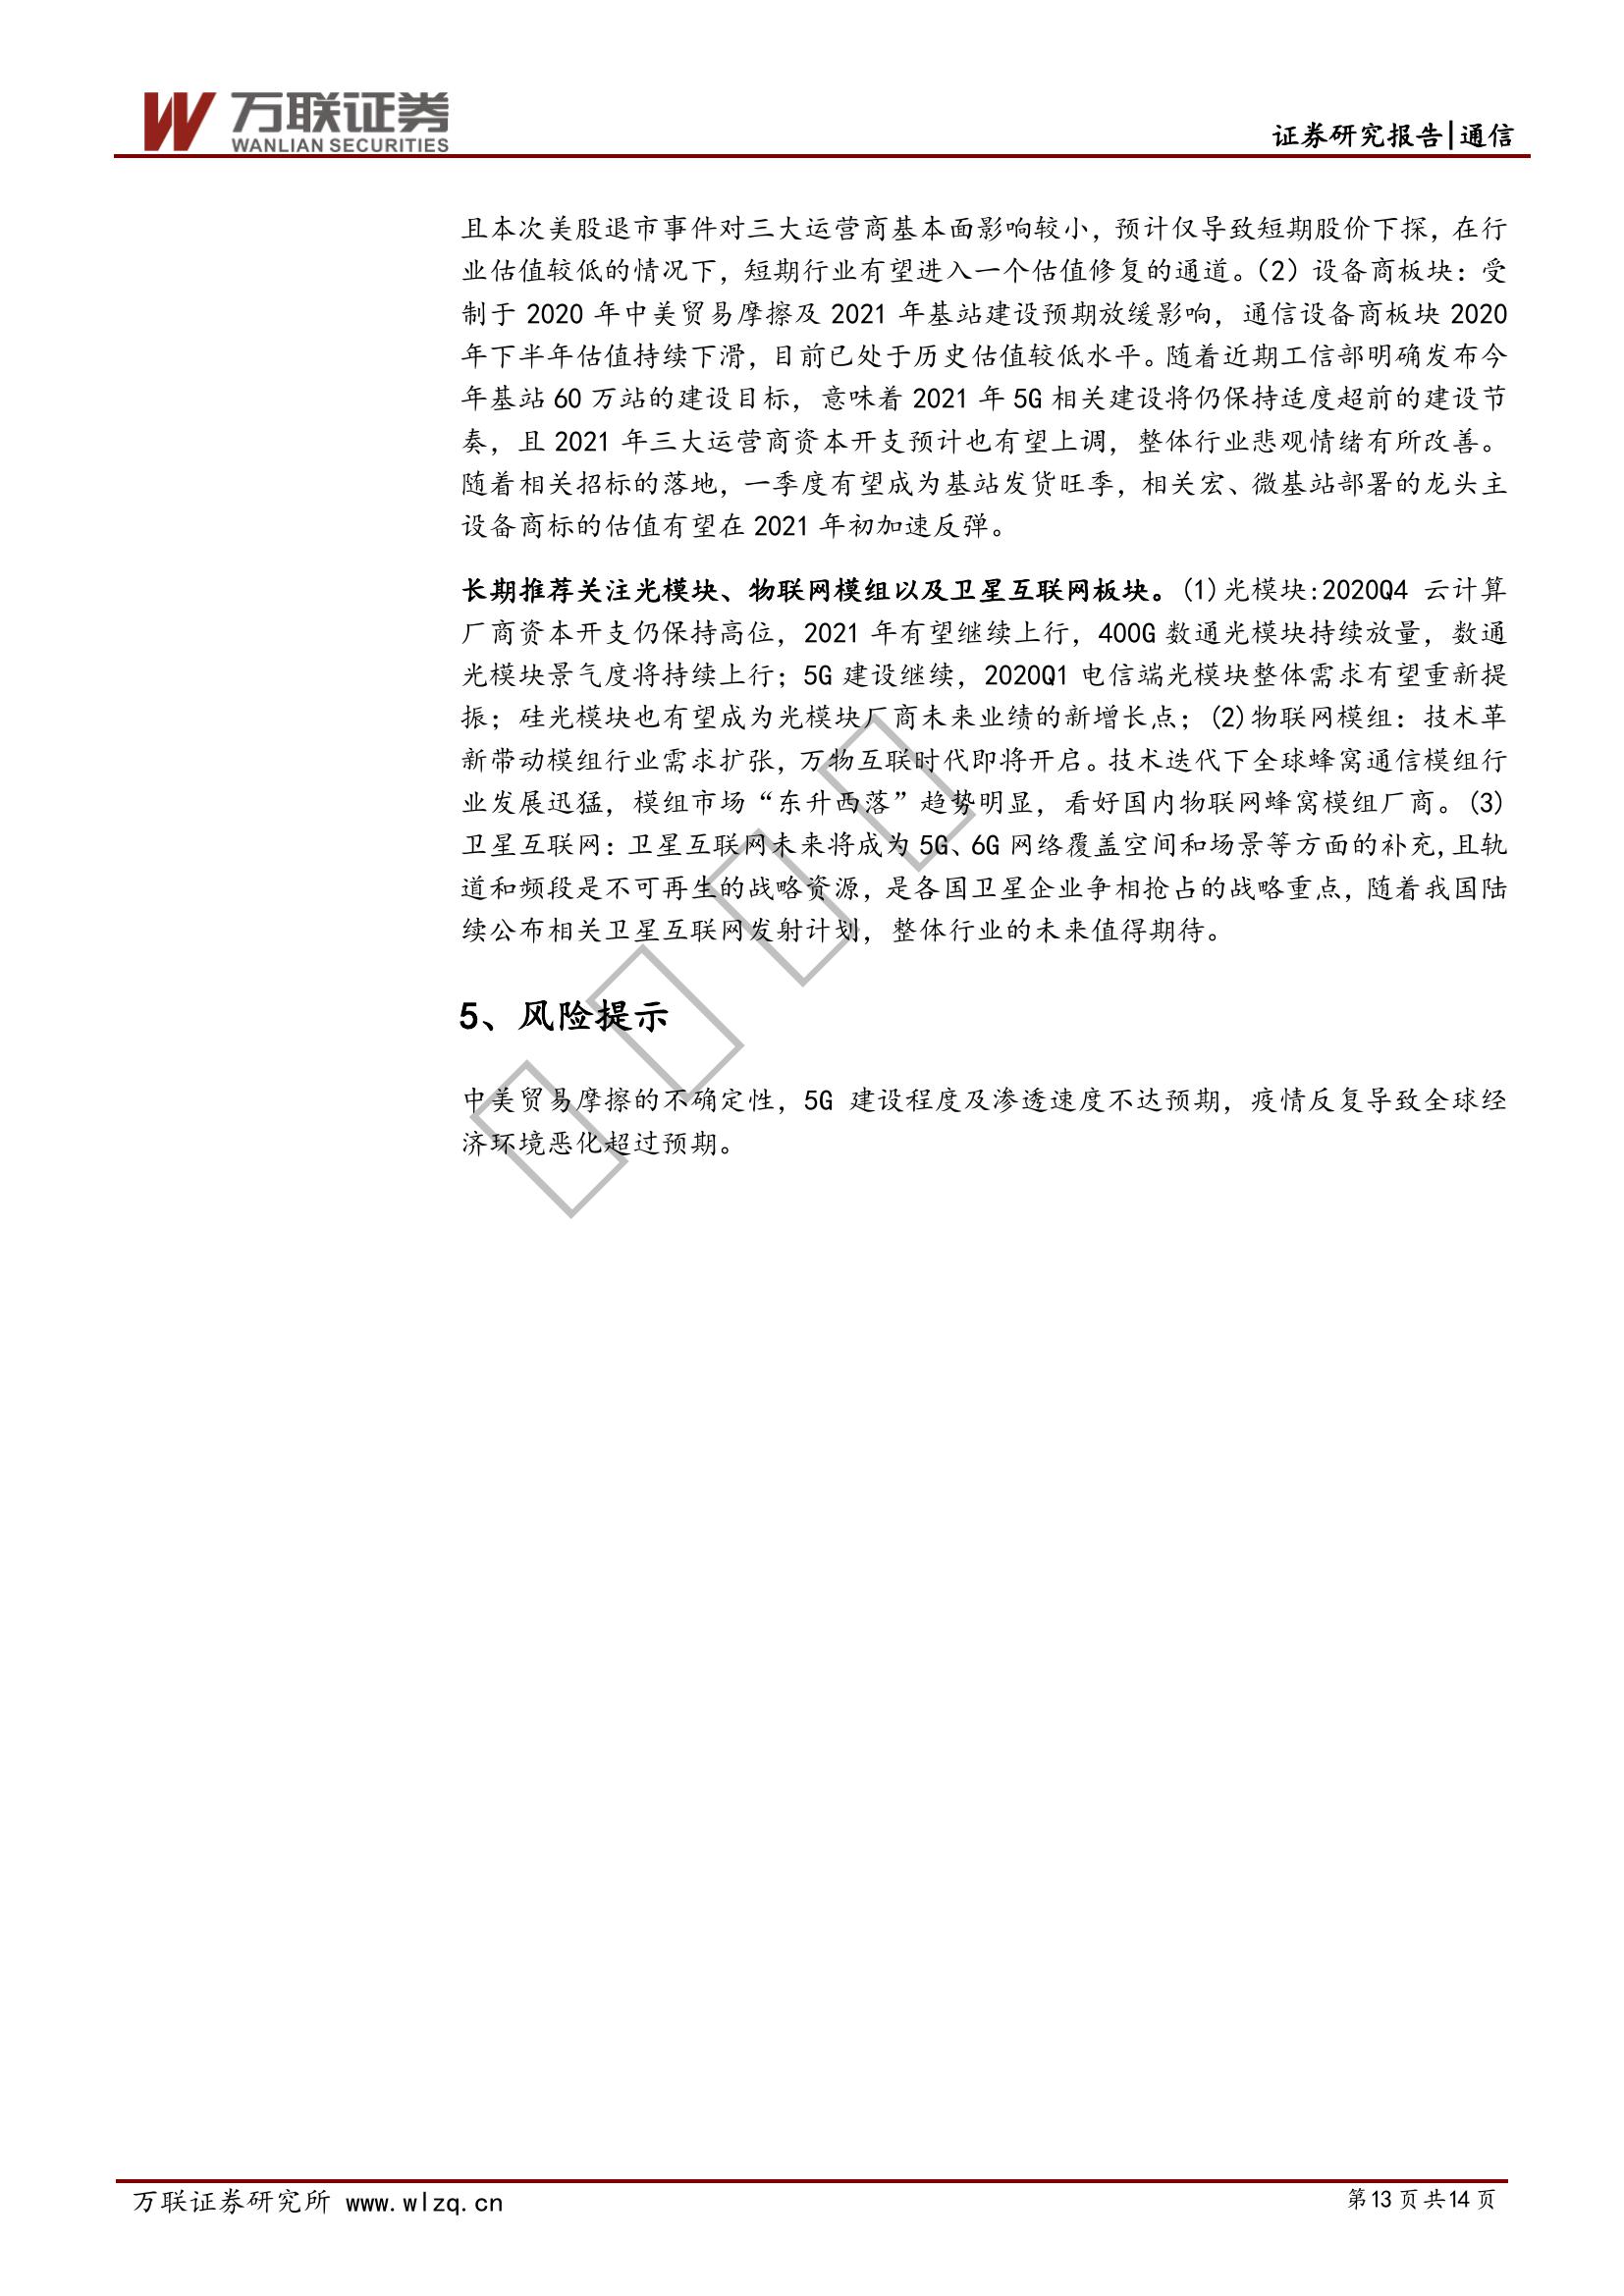 万联证券
WANLIAN SECURITIES
证券研究报告|通信
且本次美股退市事件对三大运营商基本面影响较小，预计仅导致短期股价下探，在行
业估值较低的情况下，短期行业有望进入一个估值修复的通道。（2）设备商板块：受
制于 2020 年中美贸易摩擦及 2021 年基站建设预期放缓影响，通信设备商板块 2020
年下半年估值持续下滑，目前已处于历史估值较低水平。随着近期工信部明确发布今
年基站 60 万站的建设目标，意味着 2021 年 5G 相关建设将仍保持适度超前的建设节
奏，且 2021 年三大运营商资本开支预计也有望上调，整体行业悲观情绪有所改善。
随着相关招标的落地，一季度有望成为基站发货旺季，相关宏、微基站部署的龙头主
设备商标的估值有望在 2021 年初加速反弹。
长期推荐关注光模块、物联网模组以及卫星互联网板块。(1)光模块:2020Q4 云计算
厂商资本开支仍保持高位，2021 年有望继续上行，400G 数通光模块持续放量，数通
光模块景气度将持续上行；5G 建设继续，2020Q1 电信端光模块整体需求有望重新提
振；硅光模块也有望成为光模块厂商未来业绩的新增长点；(2)物联网模组：技术革
新带动模组行业需求扩张，万物互联时代即将开启。技术迭代下全球蜂窝通信模组行
业发展迅猛，模组市场“东升西落”趋势明显，看好国内物联网蜂窝模组厂商。(3)
卫星互联网：卫星互联网未来将成为 5G、6G 网络覆盖空间和场景等方面的补充,且轨
道和频段是不可再生的战略资源，是各国卫星企业争相抢占的战略重点，随着我国陆
续公布相关卫星互联网发射计划，整体行业的未来值得期待。
5、风险提示
中美贸易摩擦的不确定性，5G 建设程度及渗透速度不达预期，疫情反复导致全球经
济环境恶化超过预期。
万联证券研究所 www.wlzq.cn
第13 页共14 页